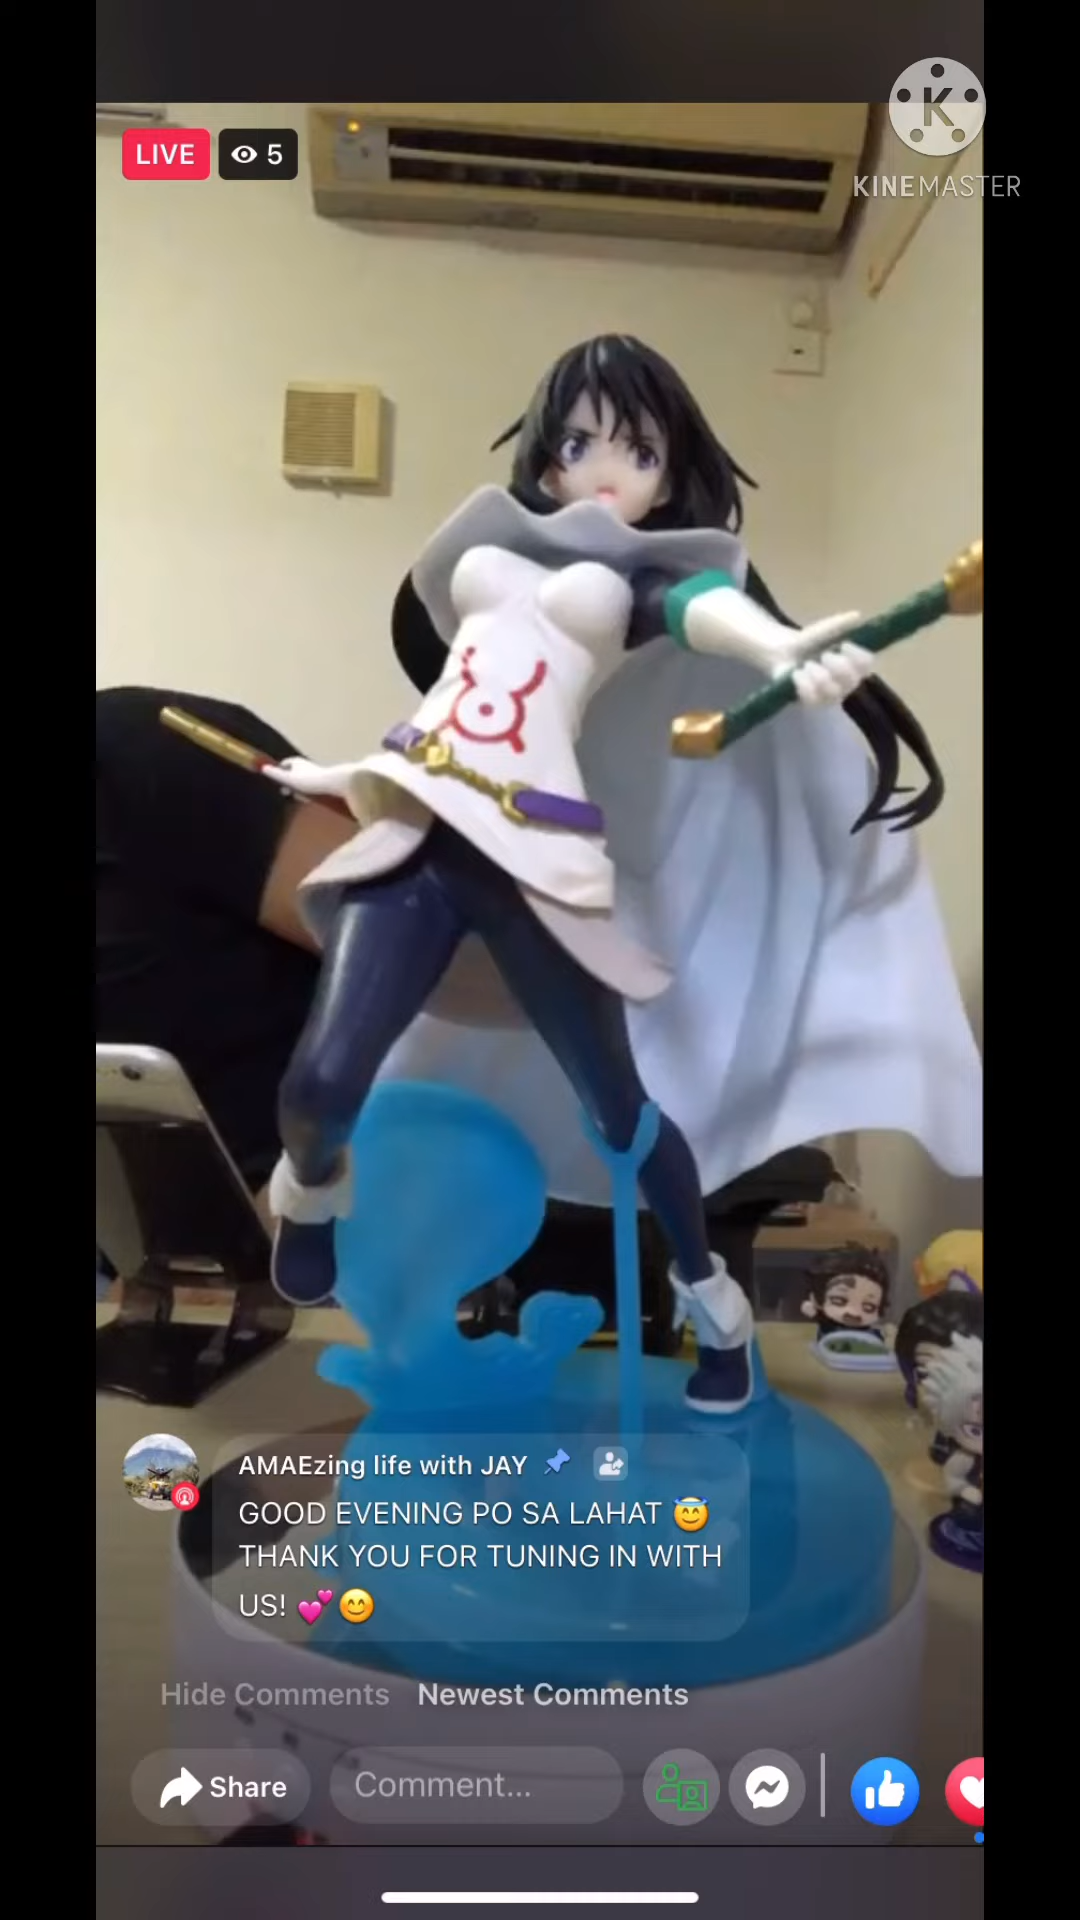 LIVE 5
K
KINEMASTER
AMAEzing life with JAY
GOOD EVENING PO SA LAHAT 😇
THANK YOU FOR TUNING IN WITH
US! 💕😊
Hide Comments Newest Comments
Share Comment...